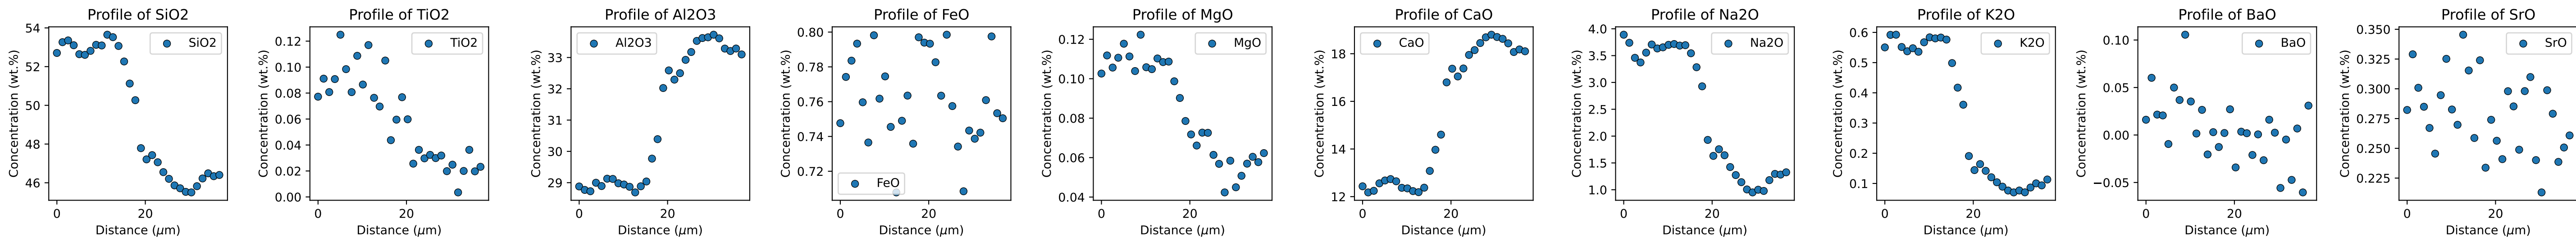 Profile of SiO2
Concentration (wt.%)
54
52
50
48
46
SiO2
0
20
Distance (μm)
Profile of TiO2
Concentration (wt.%)
0.12
0.10
0.08
0.06
0.04
0.02
0.00
TiO2
0
20
Distance (μm)
Profile of Al2O3
Concentration (wt.%)
33
32
31
30
29
Al2O3
0
20
Distance (μm)
Profile of FeO
Concentration (wt.%)
0.80
0.78
0.76
0.74
0.72
FeO
0
20
Distance (μm)
Profile of MgO
Concentration (wt.%)
0.12
0.10
0.08
0.06
0.04
MgO
0
20
Distance (μm)
Profile of CaO
Concentration (wt.%)
18
16
14
12
CaO
0
20
Distance (μm)
Profile of Na2O
Concentration (wt.%)
4.0
3.5
3.0
2.5
2.0
1.5
1.0
Na2O
0
20
Distance (μm)
Profile of K2O
Concentration (wt.%)
0.6
0.5
0.4
0.3
0.2
0.1
K2O
0
20
Distance (μm)
Profile of BaO
Concentration (wt.%)
0.10
0.05
0.00
−0.05
BaO
0
20
Distance (μm)
Profile of SrO
Concentration (wt.%)
0.350
0.325
0.300
0.275
0.250
0.225
SrO
0
20
Distance (μm)